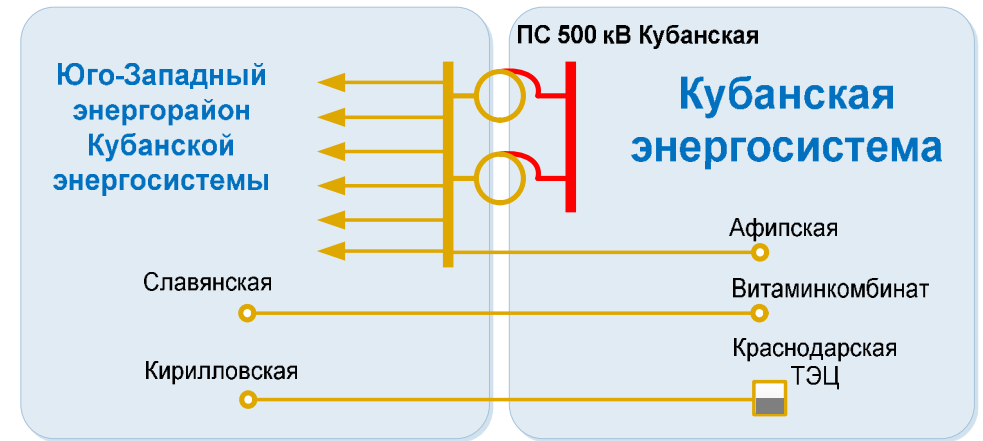 ПС 500 кВ Кубанская
Юго-Западный
энергорайон
Кубанской
энергосистемы
Кубанская
энергосистема
Афипская
Славянская
Витаминкомбинат
Кирилловская
Краснодарская
ТЭЦ